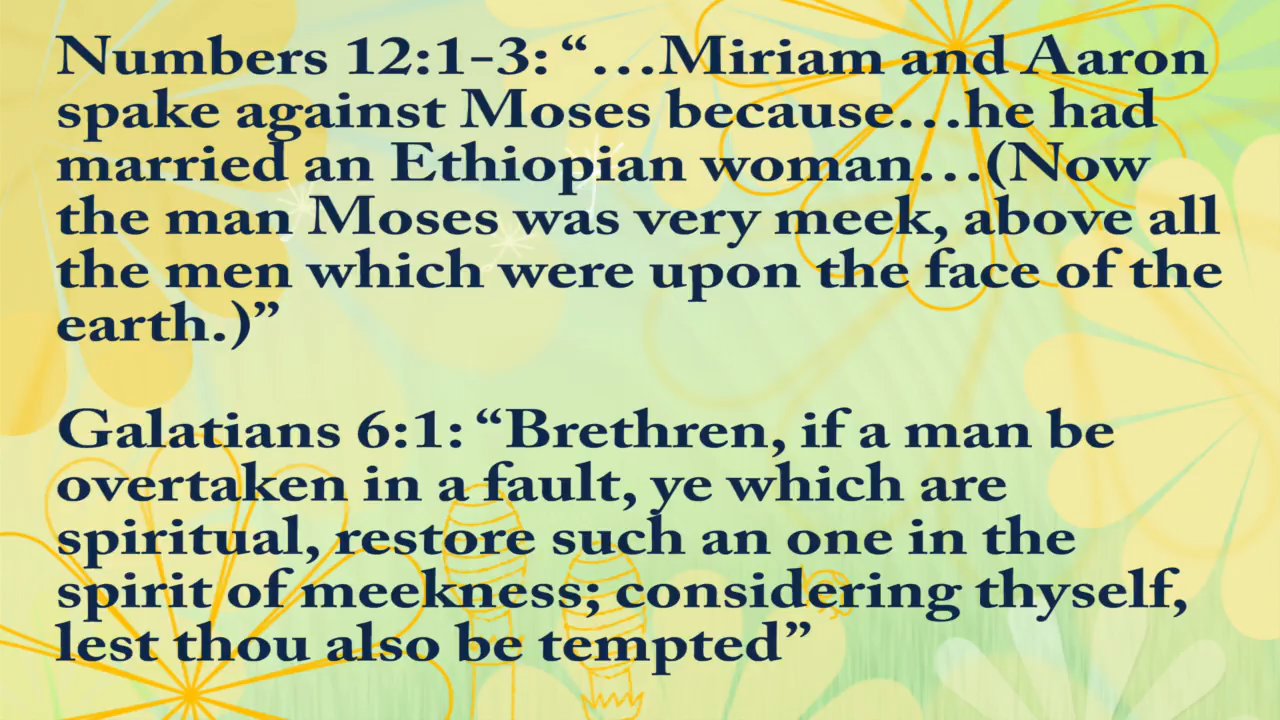 Numbers 12:1-3: “…Miriam and Aaron
spake against Moses because…he had
married an Ethiopian woman…(Now
the man Moses was very meek, above all
the men which were upon the face of the
earth.)”
Galatians 6:1: “Brethren, if a man be
overtaken in a fault, ye which are
spiritual, restore such an one in the
spirit of meekness; considering thyself,
lest thou also be tempted”